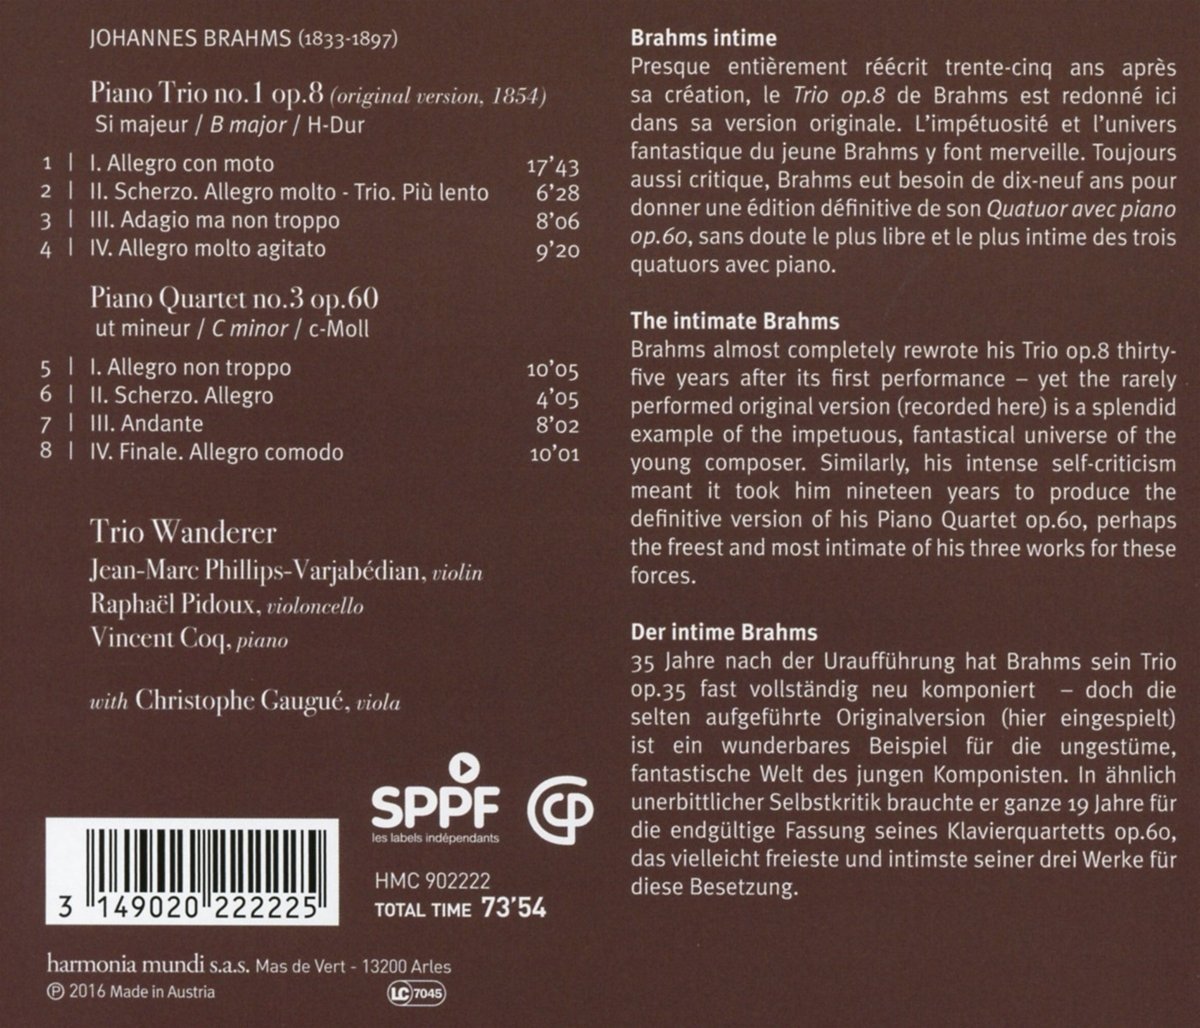 JOHANNES BRAHMS (1833-1897)
Piano Trio no.1 op.8 (original version, 1854)
Si majeur / B major / H-Dur
1 | I. Allegro con moto 17'43
2 | II. Scherzo. Allegro molto - Trio. Più lento 6'28
3 | III. Adagio ma non troppo 8'06
4 | IV. Allegro molto agitato 9'20
Piano Quartet no.3 op.60
ut mineur / C minor / c-Moll
5 | I. Allegro non troppo 10'05
6 | II. Scherzo. Allegro 4'05
7 | III. Andante 8'02
8 | IV. Finale. Allegro comodo 10'01
Trio Wanderer
Jean-Marc Phillips-Varjabédian, violin
Raphaël Pidoux, violoncello
Vincent Coq, piano
with Christophe Gaugué, viola
SPPF
les labels indépendants
HMC 902222
TOTAL TIME 73'54
3 149020 222225
harmonia mundi s.a.s. Mas de Vert - 13200 Arles
℗ 2016 Made in Austria
LC 7045
Brahms intime
Presque entièrement réécrit trente-cinq ans après
sa création, le Trio op.8 de Brahms est redonné ici
dans sa version originale. L'impétuosité et l'univers
fantastique du jeune Brahms y font merveille. Toujours
aussi critique, Brahms eut besoin de dix-neuf ans pour
donner une édition définitive de son Quatuor avec piano
op.60, sans doute le plus libre et le plus intime des trois
quatuors avec piano.
The intimate Brahms
Brahms almost completely rewrote his Trio op.8 thirty-
five years after its first performance – yet the rarely
performed original version (recorded here) is a splendid
example of the impetuous, fantastical universe of the
young composer. Similarly, his intense self-criticism
meant it took him nineteen years to produce the
definitive version of his Piano Quartet op.60, perhaps
the freest and most intimate of his three works for these
forces.
Der intime Brahms
35 Jahre nach der Uraufführung hat Brahms sein Trio
op.35 fast vollständig neu komponiert – doch die
selten aufgeführte Originalversion (hier eingespielt)
ist ein wunderbares Beispiel für die ungestüme,
fantastische Welt des jungen Komponisten. In ähnlich
unerbittlicher Selbstkritik brauchte er ganze 19 Jahre für
die endgültige Fassung seines Klavierquartetts op.60,
das vielleicht freieste und intimste seiner drei Werke für
diese Besetzung.